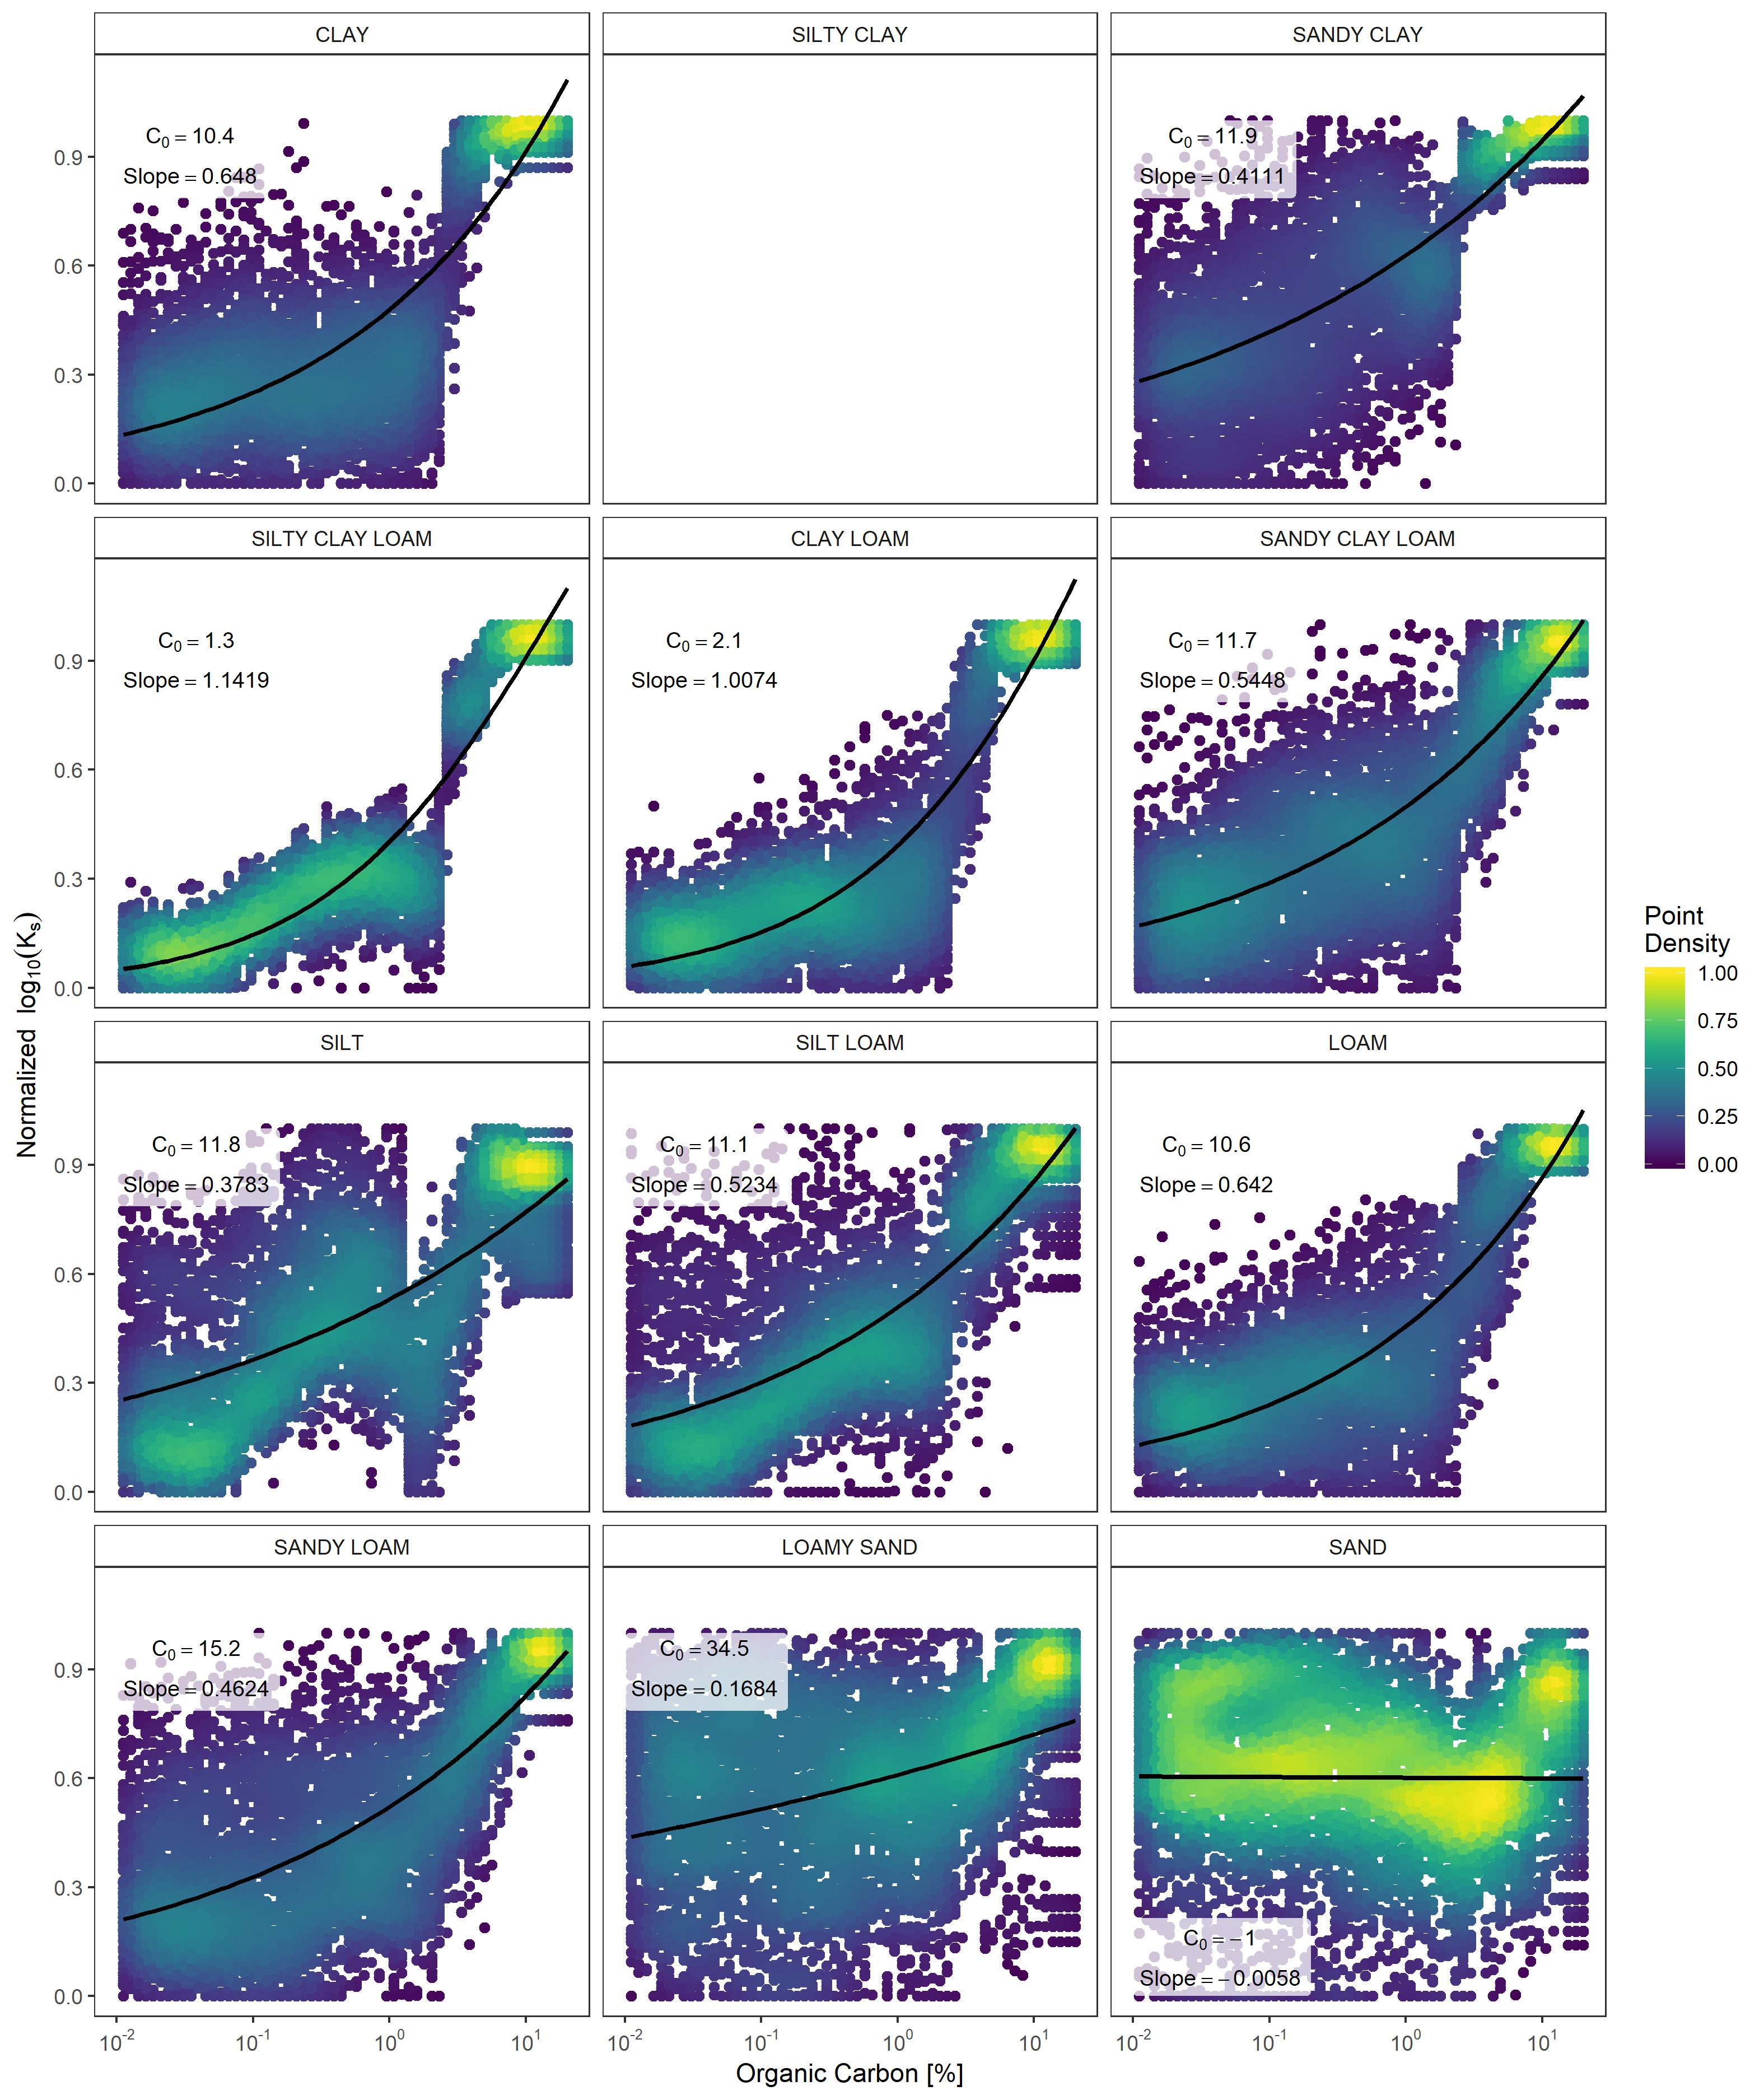 CLAY
SILTY CLAY
SANDY CLAY
C₀ = 10.4
Slope = 0.648
C₀ = 11.9
Slope = 0.4111
0.9
0.6
0.3
0.0
SILTY CLAY LOAM
CLAY LOAM
SANDY CLAY LOAM
C₀ = 1.3
Slope = 1.1419
C₀ = 2.1
Slope = 1.0074
C₀ = 11.7
Slope = 0.5448
0.9
0.6
0.3
0.0
SILT
SILT LOAM
LOAM
C₀ = 11.8
Slope = 0.3783
C₀ = 11.1
Slope = 0.5234
C₀ = 10.6
Slope = 0.642
0.9
0.6
0.3
0.0
SANDY LOAM
LOAMY SAND
SAND
C₀ = 15.2
Slope = 0.4624
C₀ = 34.5
Slope = 0.1684
C₀ = −1
Slope = −0.0058
0.9
0.6
0.3
0.0
10⁻² 10⁻¹ 10⁰ 10¹
10⁻² 10⁻¹ 10⁰ 10¹
10⁻² 10⁻¹ 10⁰ 10¹
Organic Carbon [%]
Normalized log₁₀(Kₛ)
Point
Density
1.00
0.75
0.50
0.25
0.00